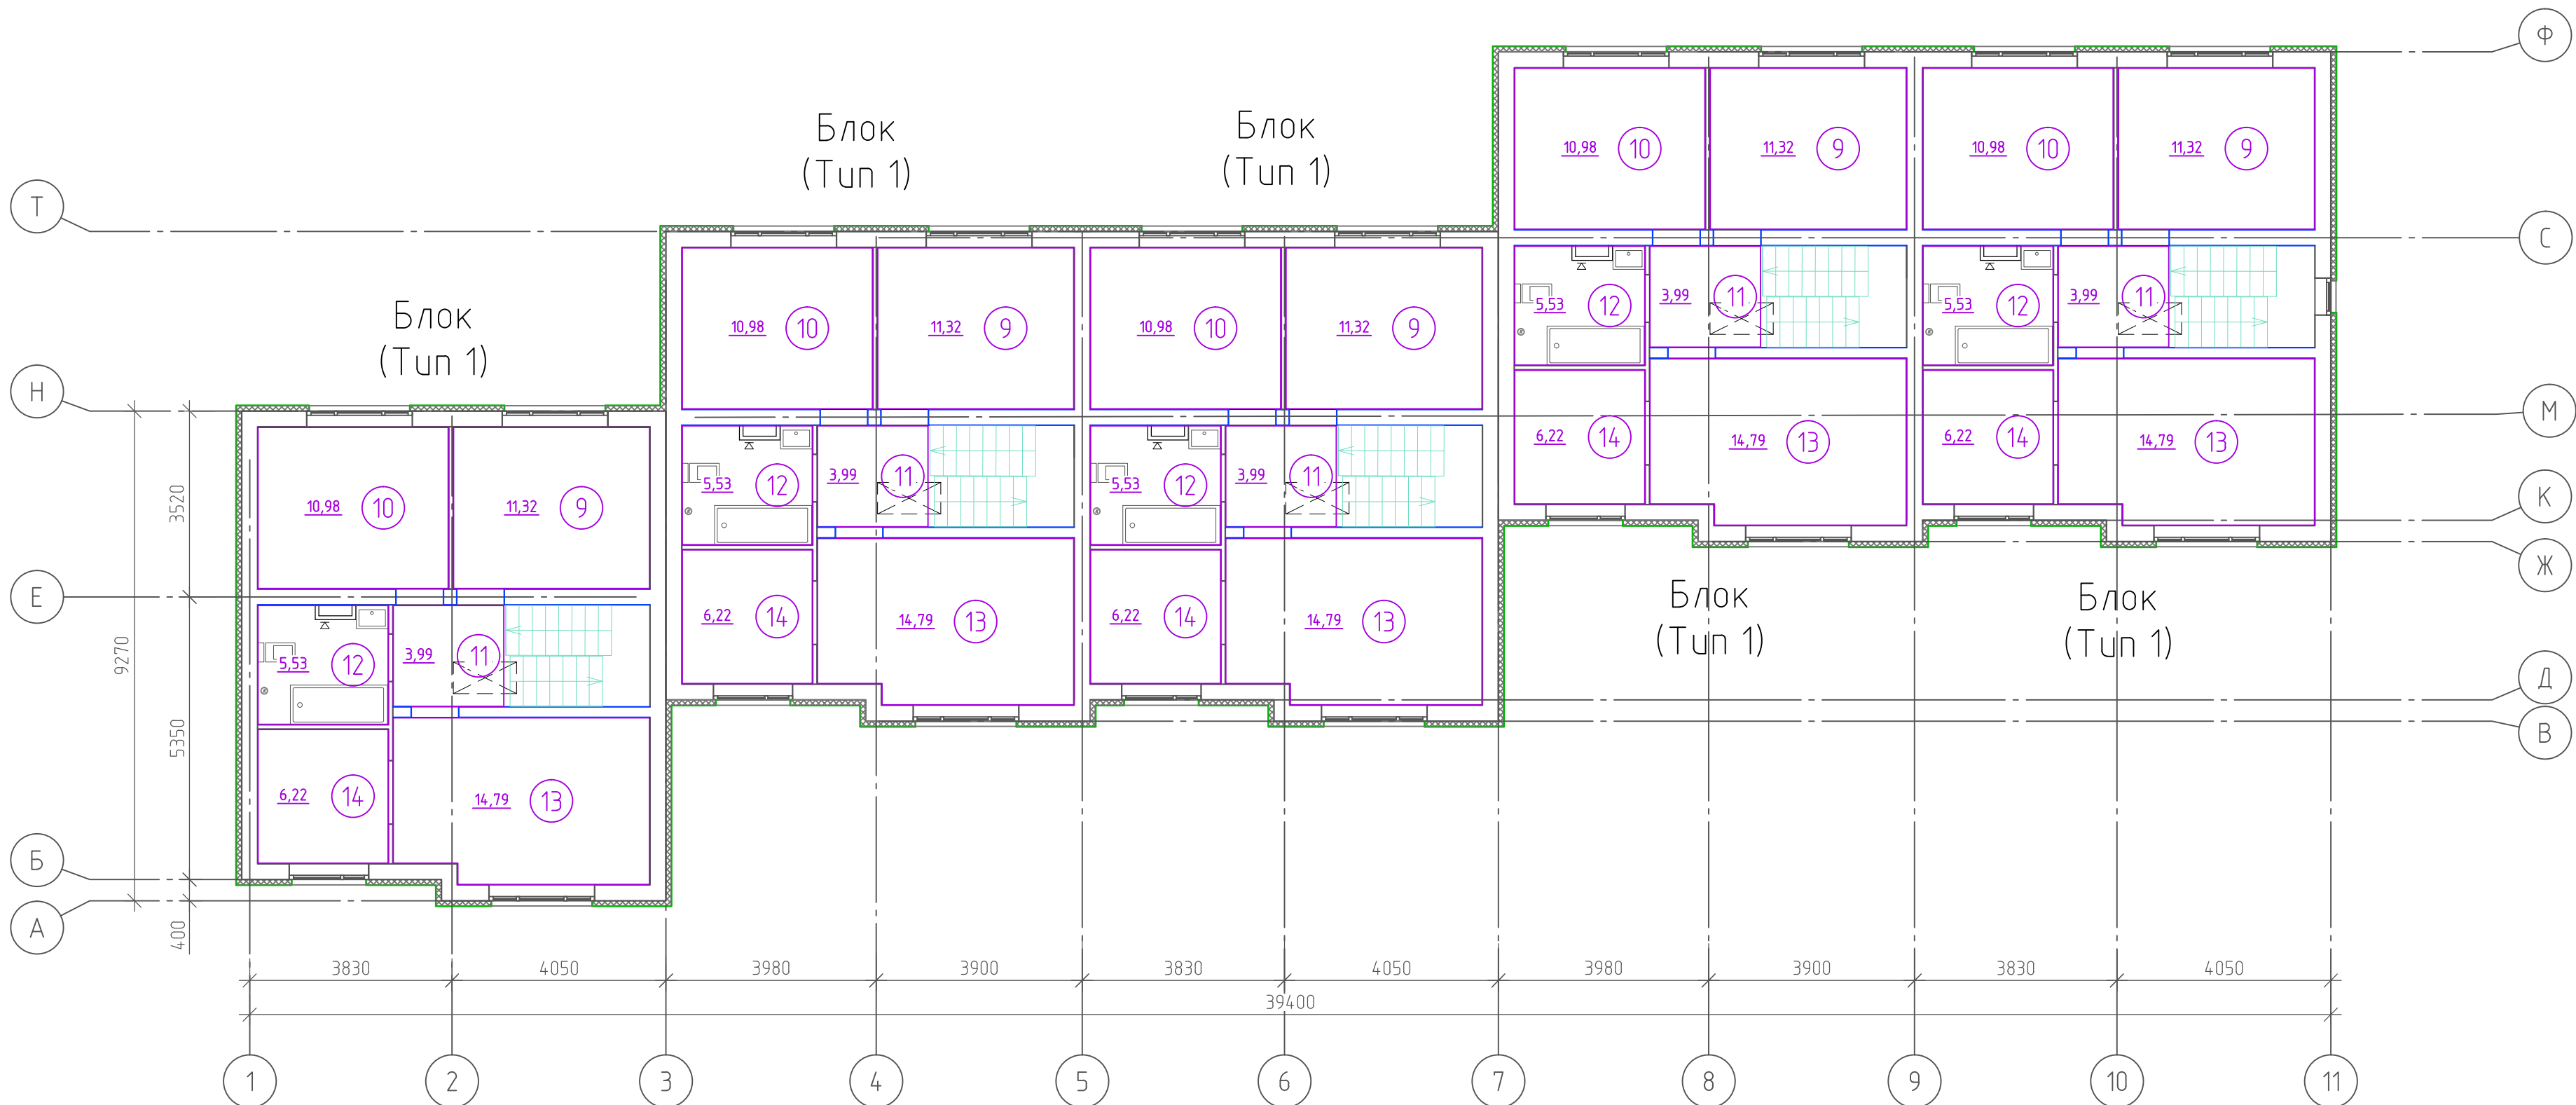 Ф
Блок
(Тип 1)
Блок
(Тип 1)
10,98 10 11,32 9 10,98 10 11,32 9
Т
С
5,53 12 3,99 11 5,53 12 3,99 11
Блок
(Тип 1)
10,98 10 11,32 9 10,98 10 11,32 9
Н
М
6,22 14 14,79 13 6,22 14 14,79 13
5,53 12 3,99 11 5,53 12 3,99 11
К
3520
10,98 10 11,32 9
Ж
Е
Блок
(Тип 1)
Блок
(Тип 1)
6,22 14 14,79 13 6,22 14 14,79 13
9270
5,53 12 3,99 11
Д
В
5350
6,22 14 14,79 13
Б
А
400
3830 4050 3980 3900 3830 4050 3980 3900 3830 4050
39400
1 2 3 4 5 6 7 8 9 10 11